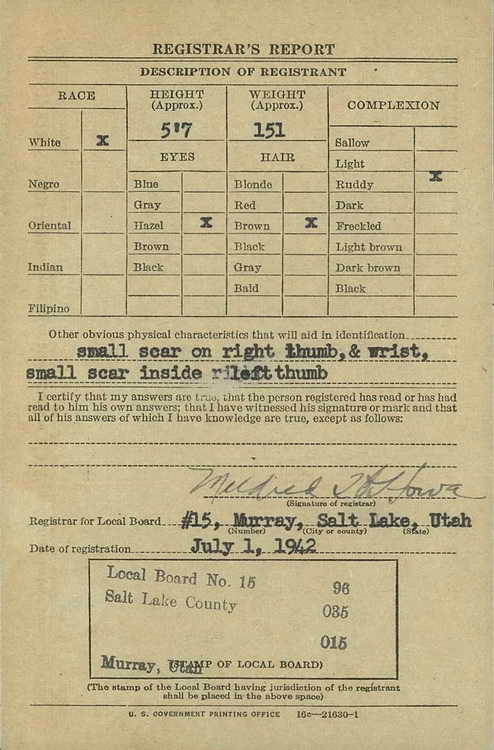 REGISTRAR'S REPORT
DESCRIPTION OF REGISTRANT
RACE
HEIGHT
(Approx.)
WEIGHT
(Approx.)
COMPLEXION
5'7
151
White x
EYES
HAIR
Sallow
Light
Negro
Blue
Blonde
Ruddy x
Gray
Red
Dark
Oriental
Hazel x
Brown x
Freckled
Brown
Black
Light brown
Indian
Black
Gray
Dark brown
Bald
Black
Filipino
Other obvious physical characteristics that will aid in identification
small scar on right thumb,& wrist,
small scar inside left thumb
I certify that my answers are true, that the person registered has read or has had
read to him his own answers; that I have witnessed his signature or mark and that
all of his answers of which I have knowledge are true, except as follows:
Mildred
(Signature of registrar)
Registrar for Local Board #15, Murray, Salt Lake, Utah
(Number) (City or county) (State)
Date of registration July 1, 1942
Local Board No. 15 96
Salt Lake County 035
015
Murray, Utah (STAMP OF LOCAL BOARD)
(The stamp of the Local Board having jurisdiction of the registrant
shall be placed in the above space)
U. S. GOVERNMENT PRINTING OFFICE 16c—21630-1